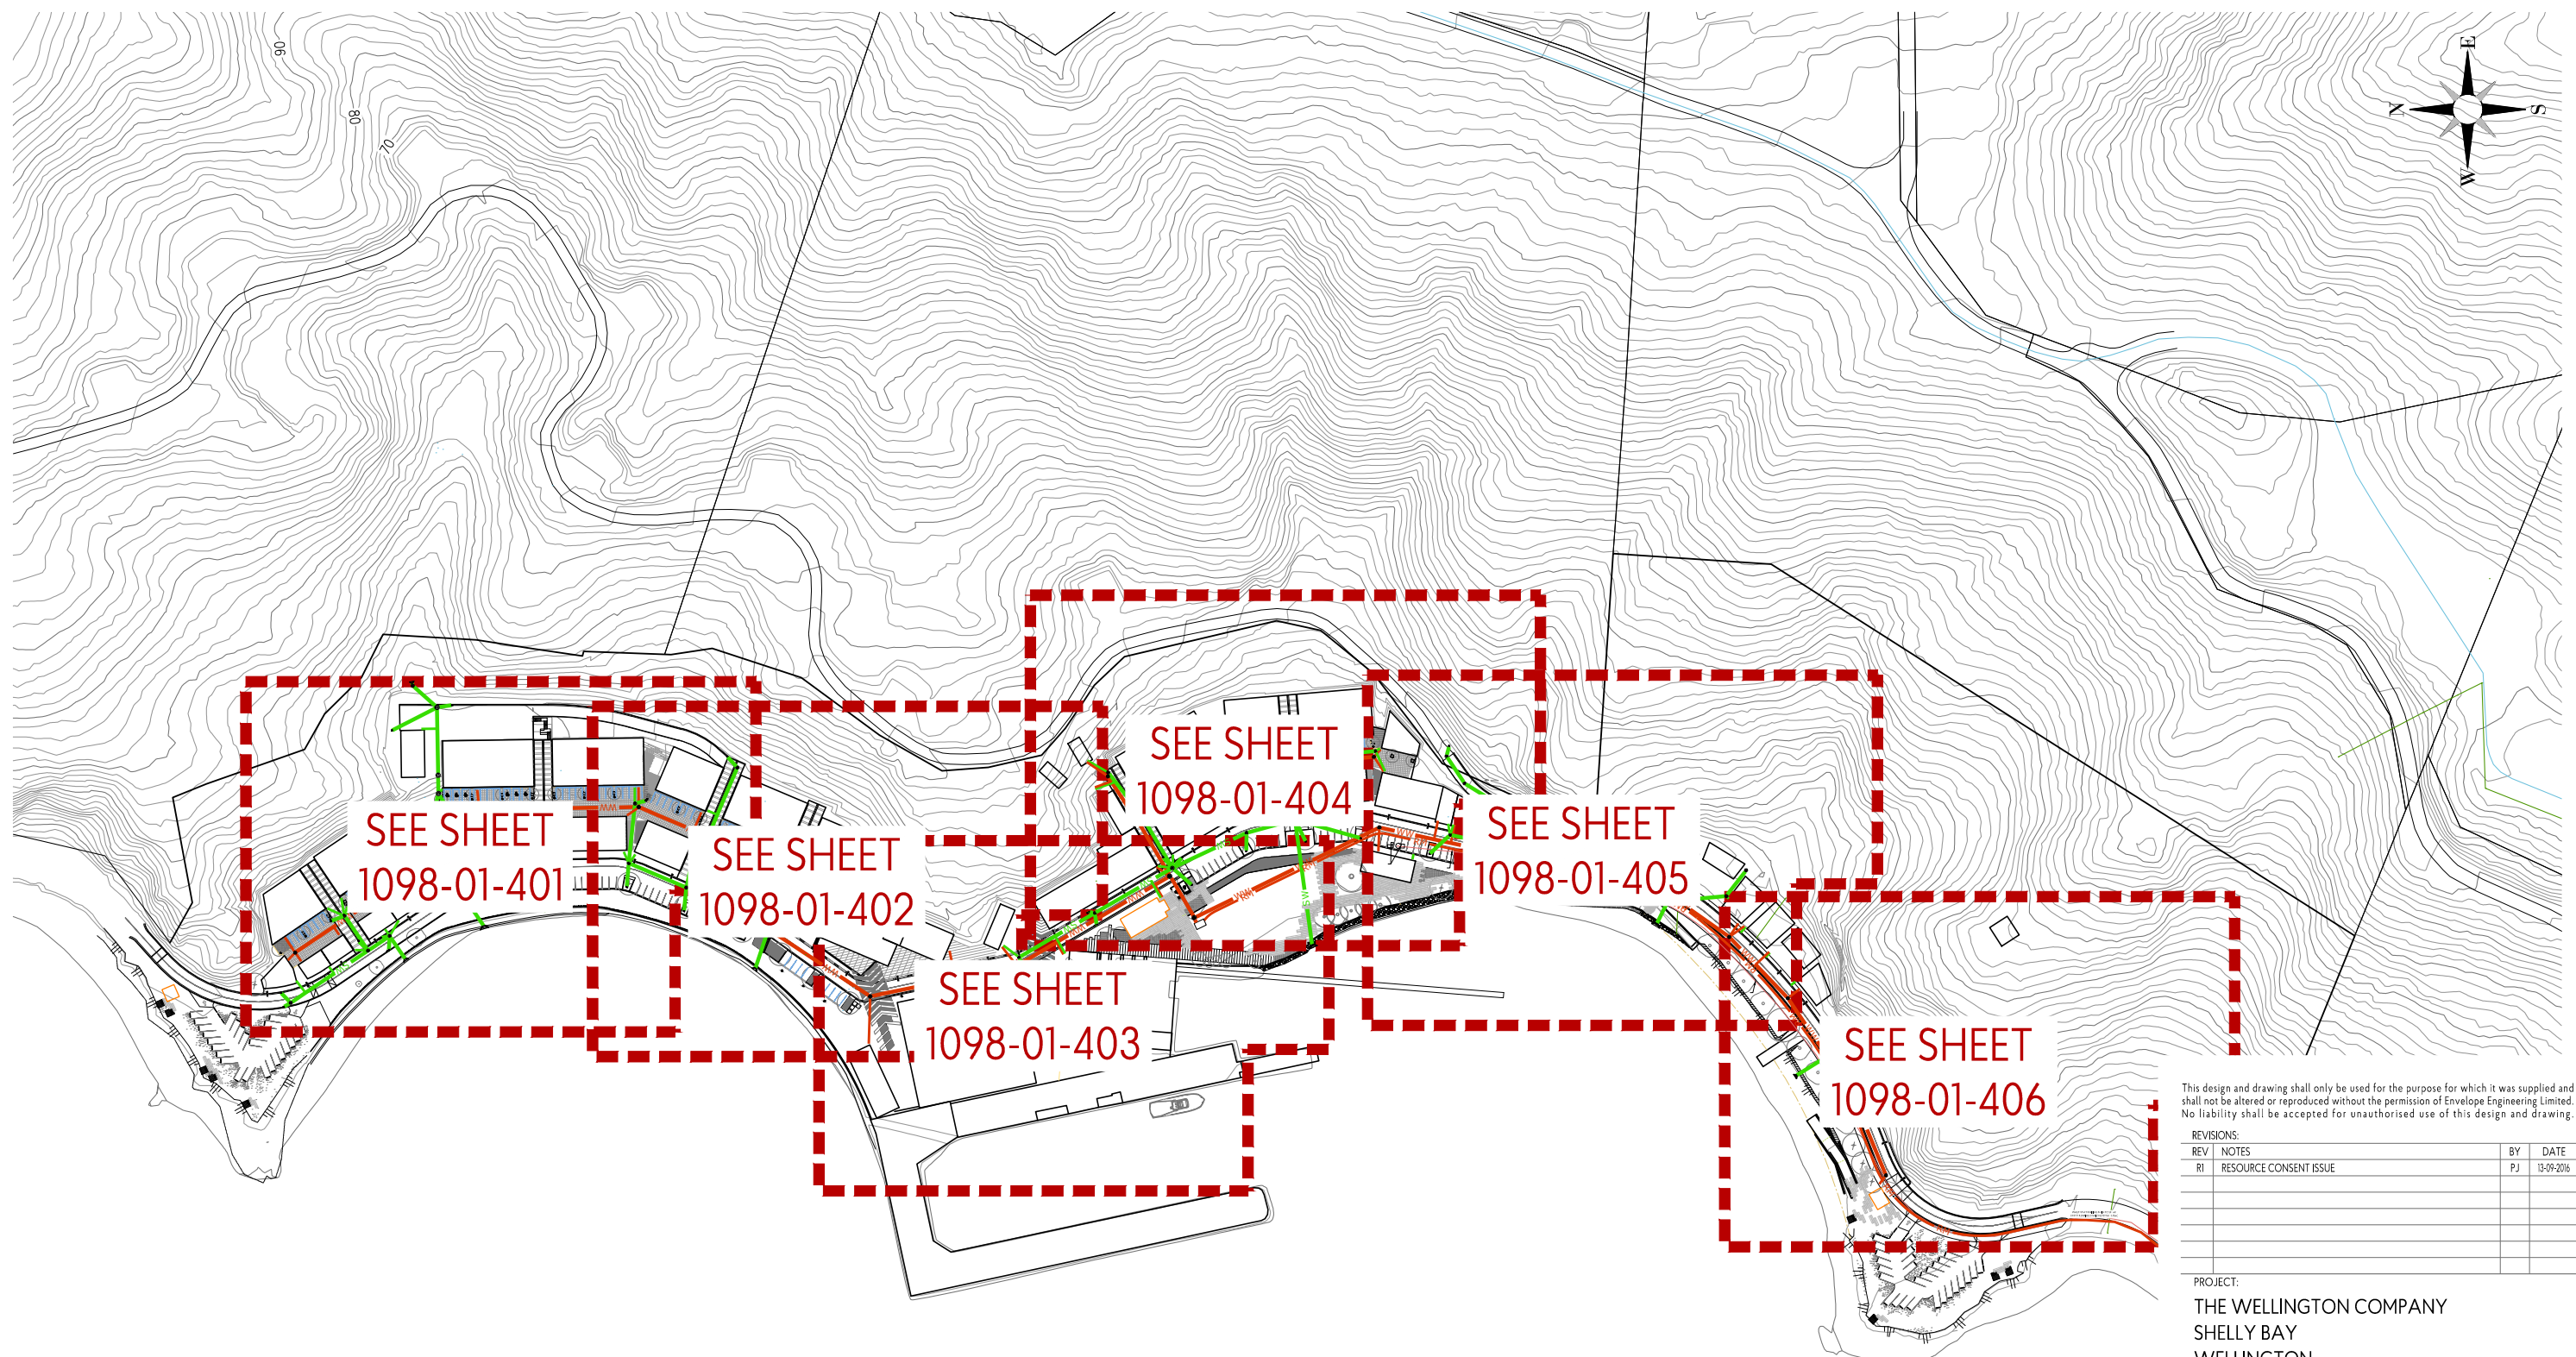 90
80
70
E
N
S
W
SEE SHEET
1098-01-404
SEE SHEET
1098-01-401
SEE SHEET
1098-01-402
SEE SHEET
1098-01-405
SEE SHEET
1098-01-403
SEE SHEET
1098-01-406
This design and drawing shall only be used for the purpose for which it was supplied and
shall not be altered or reproduced without the permission of Envelope Engineering Limited.
No liability shall be accepted for unauthorised use of this design and drawing.
REVISIONS:
REV NOTES BY DATE
R1 RESOURCE CONSENT ISSUE PJ 13-09-2016
PROJECT:
THE WELLINGTON COMPANY
SHELLY BAY
WELLINGTON